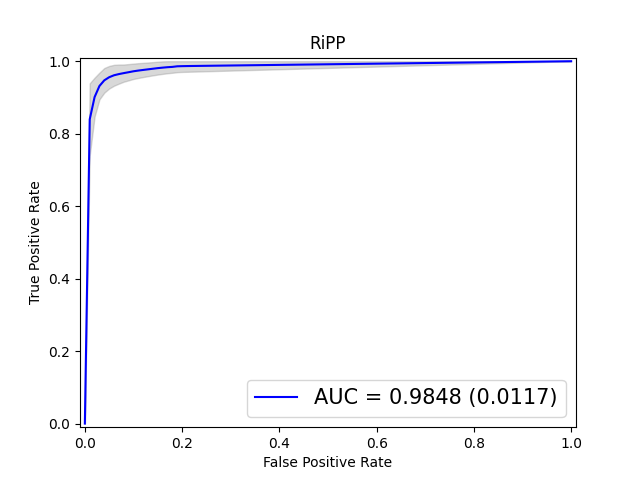 RiPP
1.0
0.8
0.6
0.4
0.2
0.0
True Positive Rate
AUC = 0.9848 (0.0117)
0.0 0.2 0.4 0.6 0.8 1.0
False Positive Rate